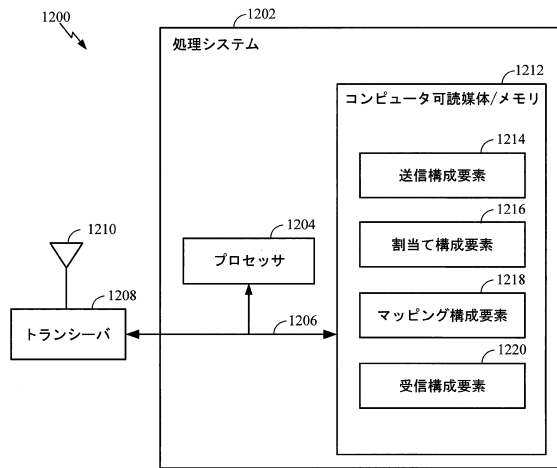 1200
1202
処理システム
1212
コンピュータ可読媒体/メモリ
1214
送信構成要素
1216
割当て構成要素
1204
プロセッサ
1210
1218
マッピング構成要素
1208
トランシーバ
1206
1220
受信構成要素